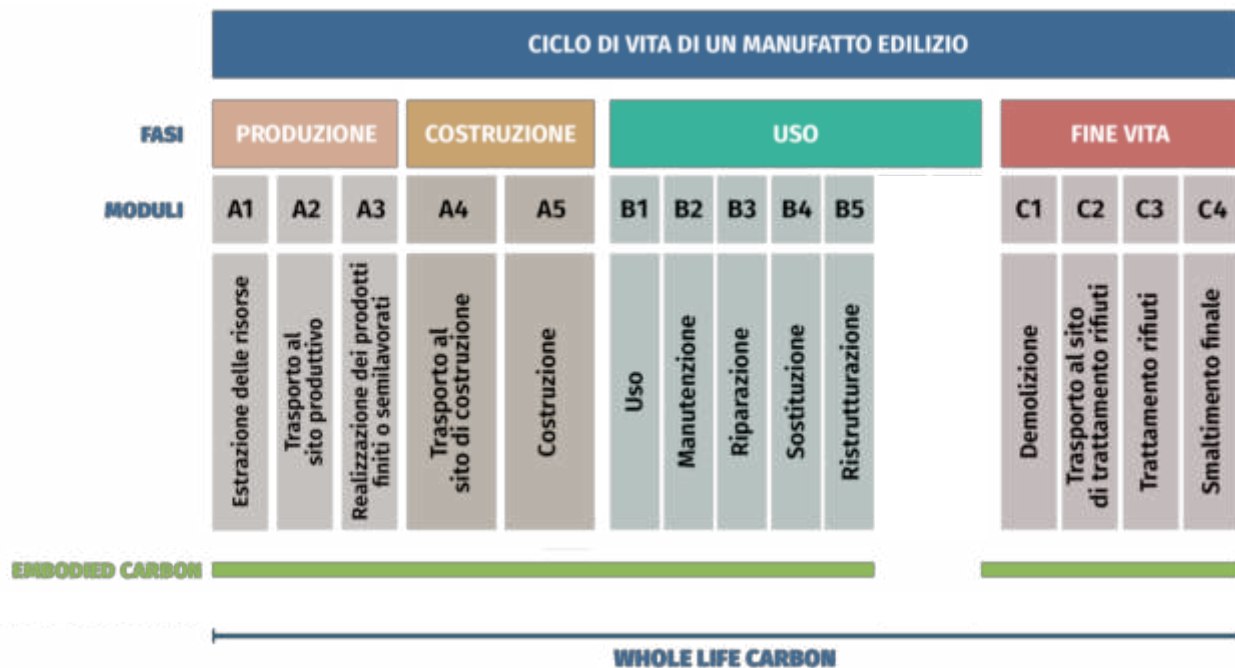 CICLO DI VITA DI UN MANUFATTO EDILIZIO
FASI
PRODUZIONE
COSTRUZIONE
USO
FINE VITA
MODULI
A1
A2
A3
A4
A5
B1
B2
B3
B4
B5
C1
C2
C3
C4
Estrazione delle risorse
Trasporto al
sito produttivo
Realizzazione dei prodotti
finiti o semilavorati
Trasporto al
sito di costruzione
Costruzione
Uso
Manutenzione
Riparazione
Sostituzione
Ristrutturazione
Demolizione
Trasporto al sito
di trattamento rifiuti
Trattamento rifiuti
Smaltimento finale
EMBODIED CARBON
WHOLE LIFE CARBON